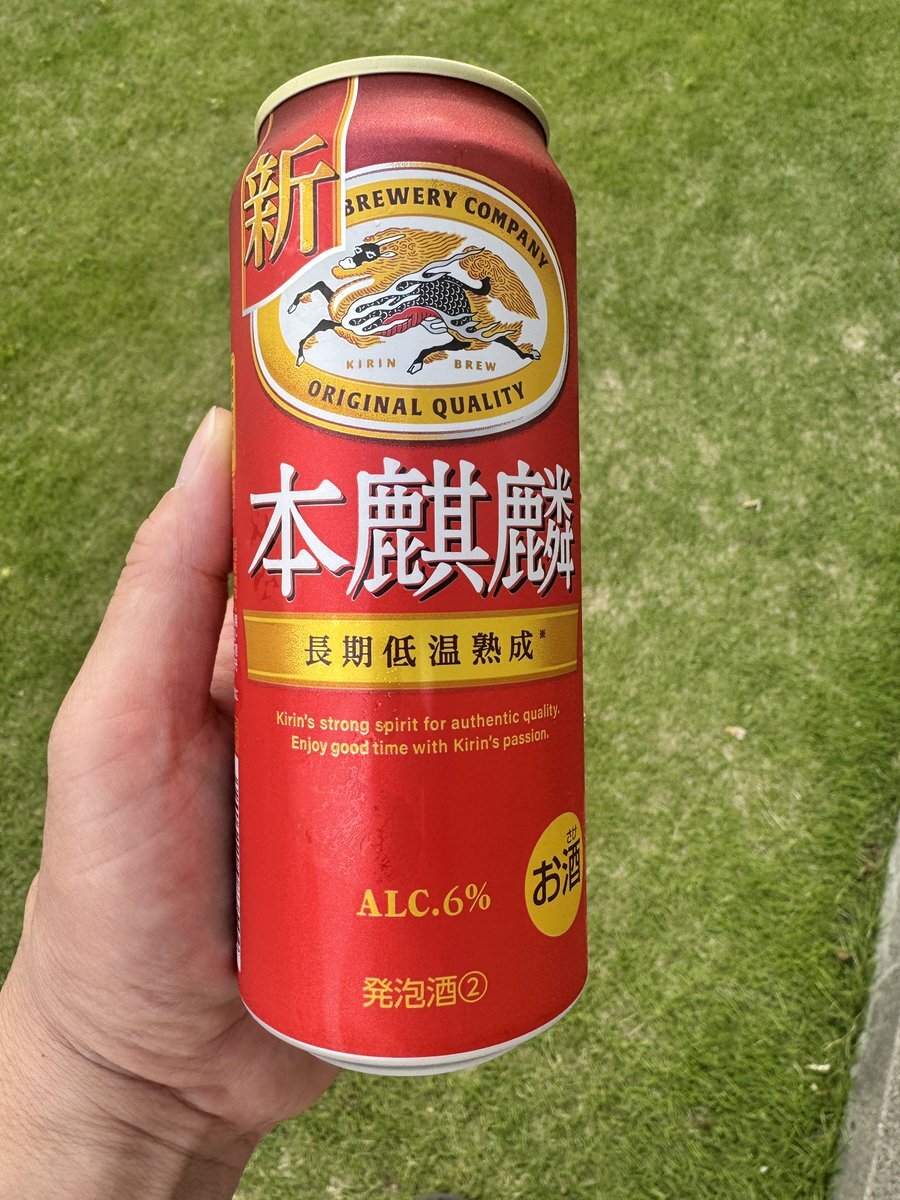 新
BREWERY COMPANY
KIRIN BREW
ORIGINAL QUALITY
本麒麟
長期低温熟成※
Kirin's strong spirit for authentic quality.
Enjoy good time with Kirin's passion.
さけ
お酒
ALC.6%
発泡酒②